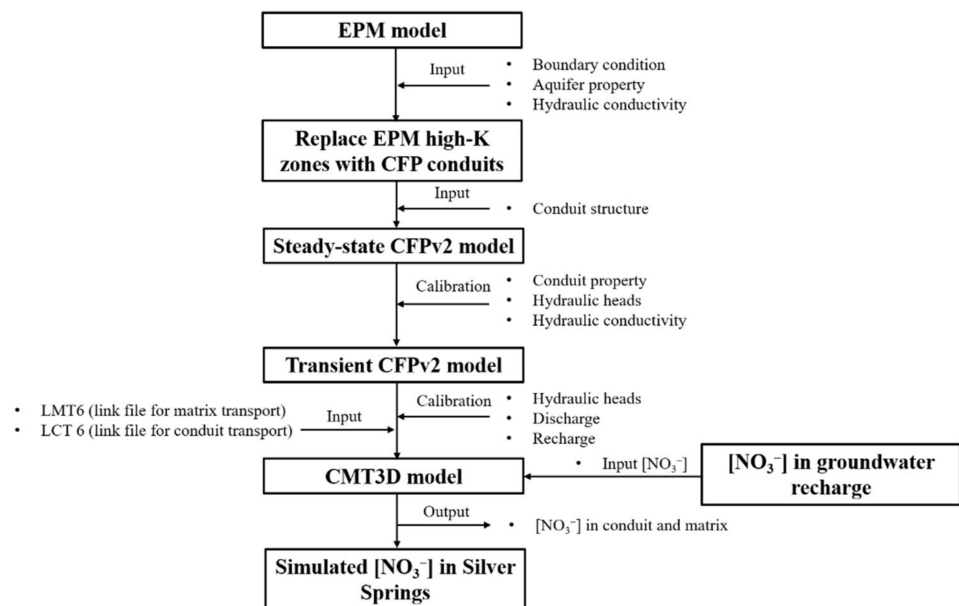 EPM model
Input
• Boundary condition
• Aquifer property
• Hydraulic conductivity
Replace EPM high-K
zones with CFP conduits
Input
• Conduit structure
Steady-state CFPv2 model
Calibration
• Conduit property
• Hydraulic heads
• Hydraulic conductivity
Transient CFPv2 model
• LMT6 (link file for matrix transport)
• LCT 6 (link file for conduit transport)
Input
Calibration
• Hydraulic heads
• Discharge
• Recharge
CMT3D model
• Input [NO₃⁻]
[NO₃⁻] in groundwater
recharge
Output
• [NO₃⁻] in conduit and matrix
Simulated [NO₃⁻] in Silver
Springs